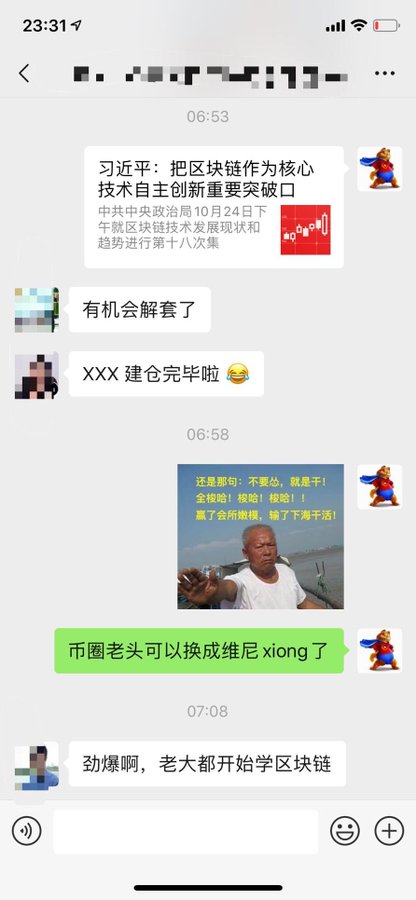 23:31
06:53
习近平：把区块链作为核心
技术自主创新重要突破口
中共中央政治局10月24日下
午就区块链技术发展现状和
趋势进行第十八次集
有机会解套了
XXX 建仓完毕啦 😂
06:58
还是那句：不要怂，就是干！
全梭哈！梭哈！梭哈！！
赢了会所嫩模，输了下海干活！
币圈老头可以换成维尼 xiong 了
07:08
劲爆啊，老大都开始学区块链